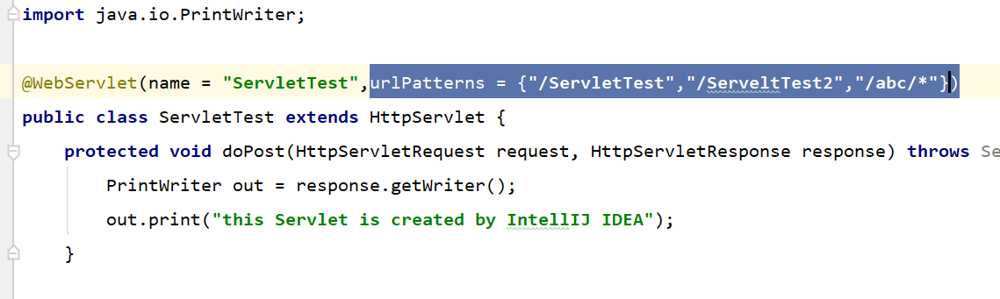 import java.io.PrintWriter;
@WebServlet(name = "ServletTest",urlPatterns = {"/ServletTest","/ServeltTest2","/abc/*"})
public class ServletTest extends HttpServlet {
protected void doPost(HttpServletRequest request, HttpServletResponse response) throws Se
PrintWriter out = response.getWriter();
out.print("this Servlet is created by IntellIJ IDEA");
}